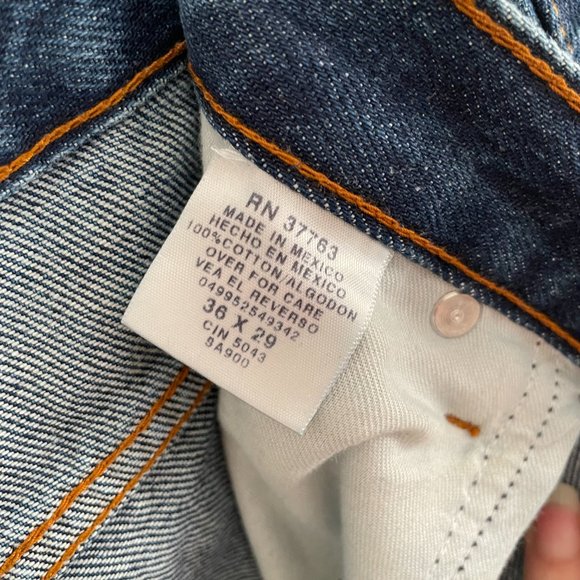 RN 37763
MADE IN MEXICO
HECHO EN MEXICO
100%COTTON ALGODON
OVER FOR CARE
VEA EL REVERSO
049952549342
36 X 29
CIN 5043
SA900